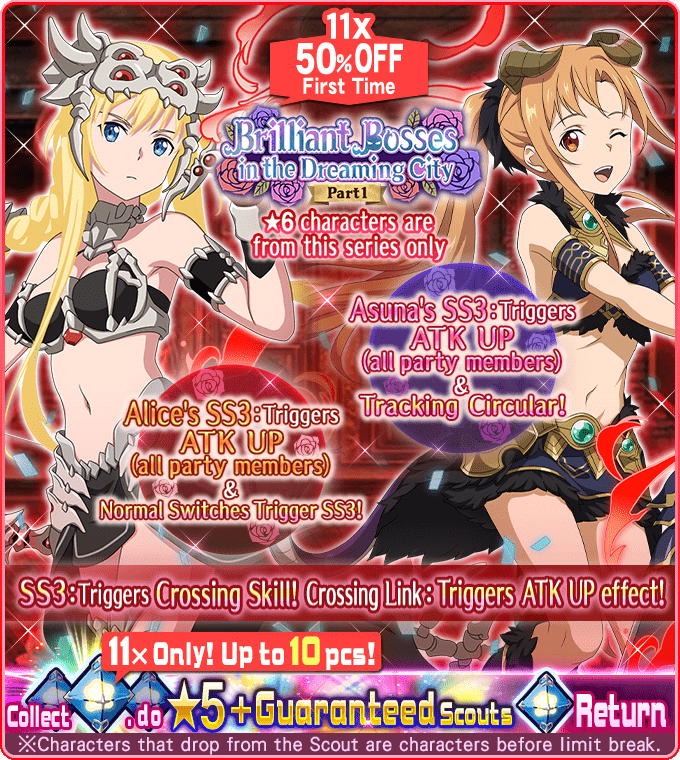 11x
50%OFF
First Time
Brilliant Bosses
in the Dreaming City
Part1
★6 characters are
from this series only
Asuna's SS3:Triggers
ATK UP
(all party members)
&
Tracking Circular!
Alice's SS3:Triggers
ATK UP
(all party members)
&
Normal Switches Trigger SS3!
SS3:Triggers Crossing Skill! Crossing Link:Triggers ATK UP effect!
11× Only! Up to 10 pcs!
Collect , do ★5+Guaranteed Scouts Return
※Characters that drop from the Scout are characters before limit break.